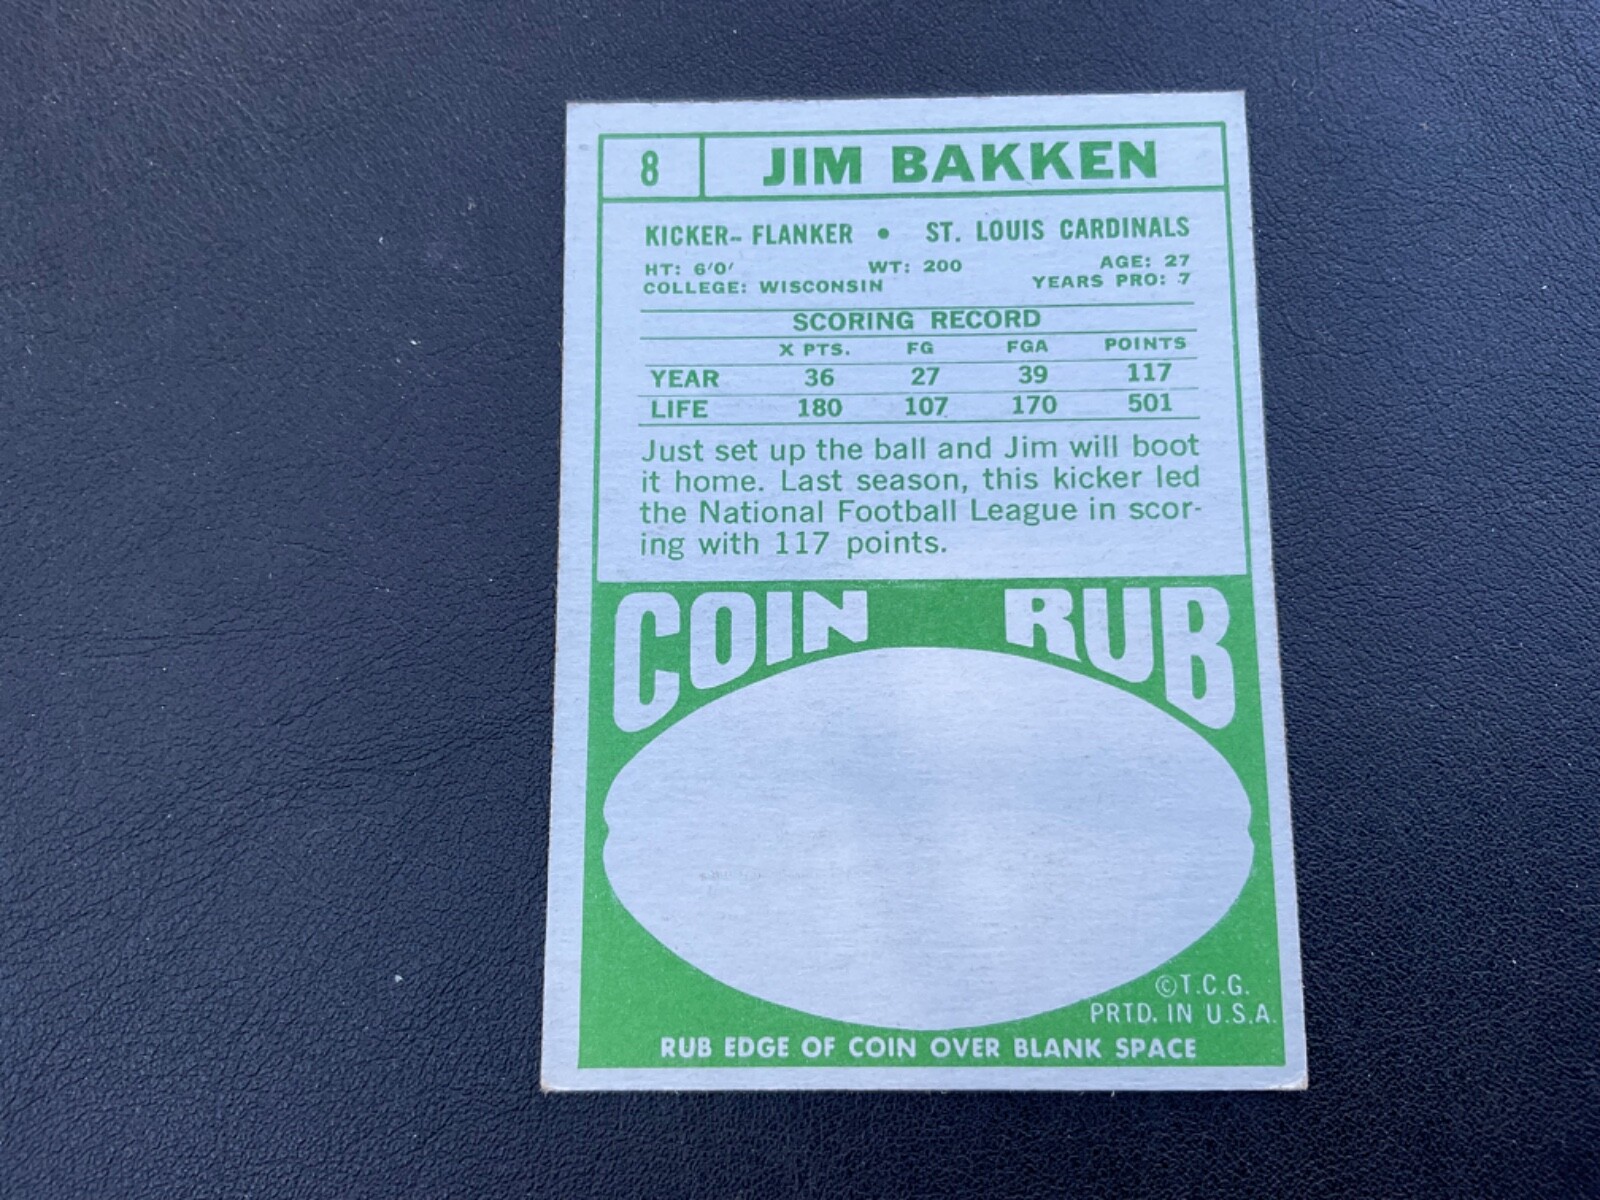 8 JIM BAKKEN
KICKER-- FLANKER • ST. LOUIS CARDINALS
HT: 6'0' WT: 200 AGE: 27
COLLEGE: WISCONSIN YEARS PRO: 7
SCORING RECORD
X PTS. FG FGA POINTS
YEAR 36 27 39 117
LIFE 180 107 170 501
Just set up the ball and Jim will boot
it home. Last season, this kicker led
the National Football League in scor-
ing with 117 points.
COIN RUB
©T.C.G.
PRTD. IN U.S.A.
RUB EDGE OF COIN OVER BLANK SPACE